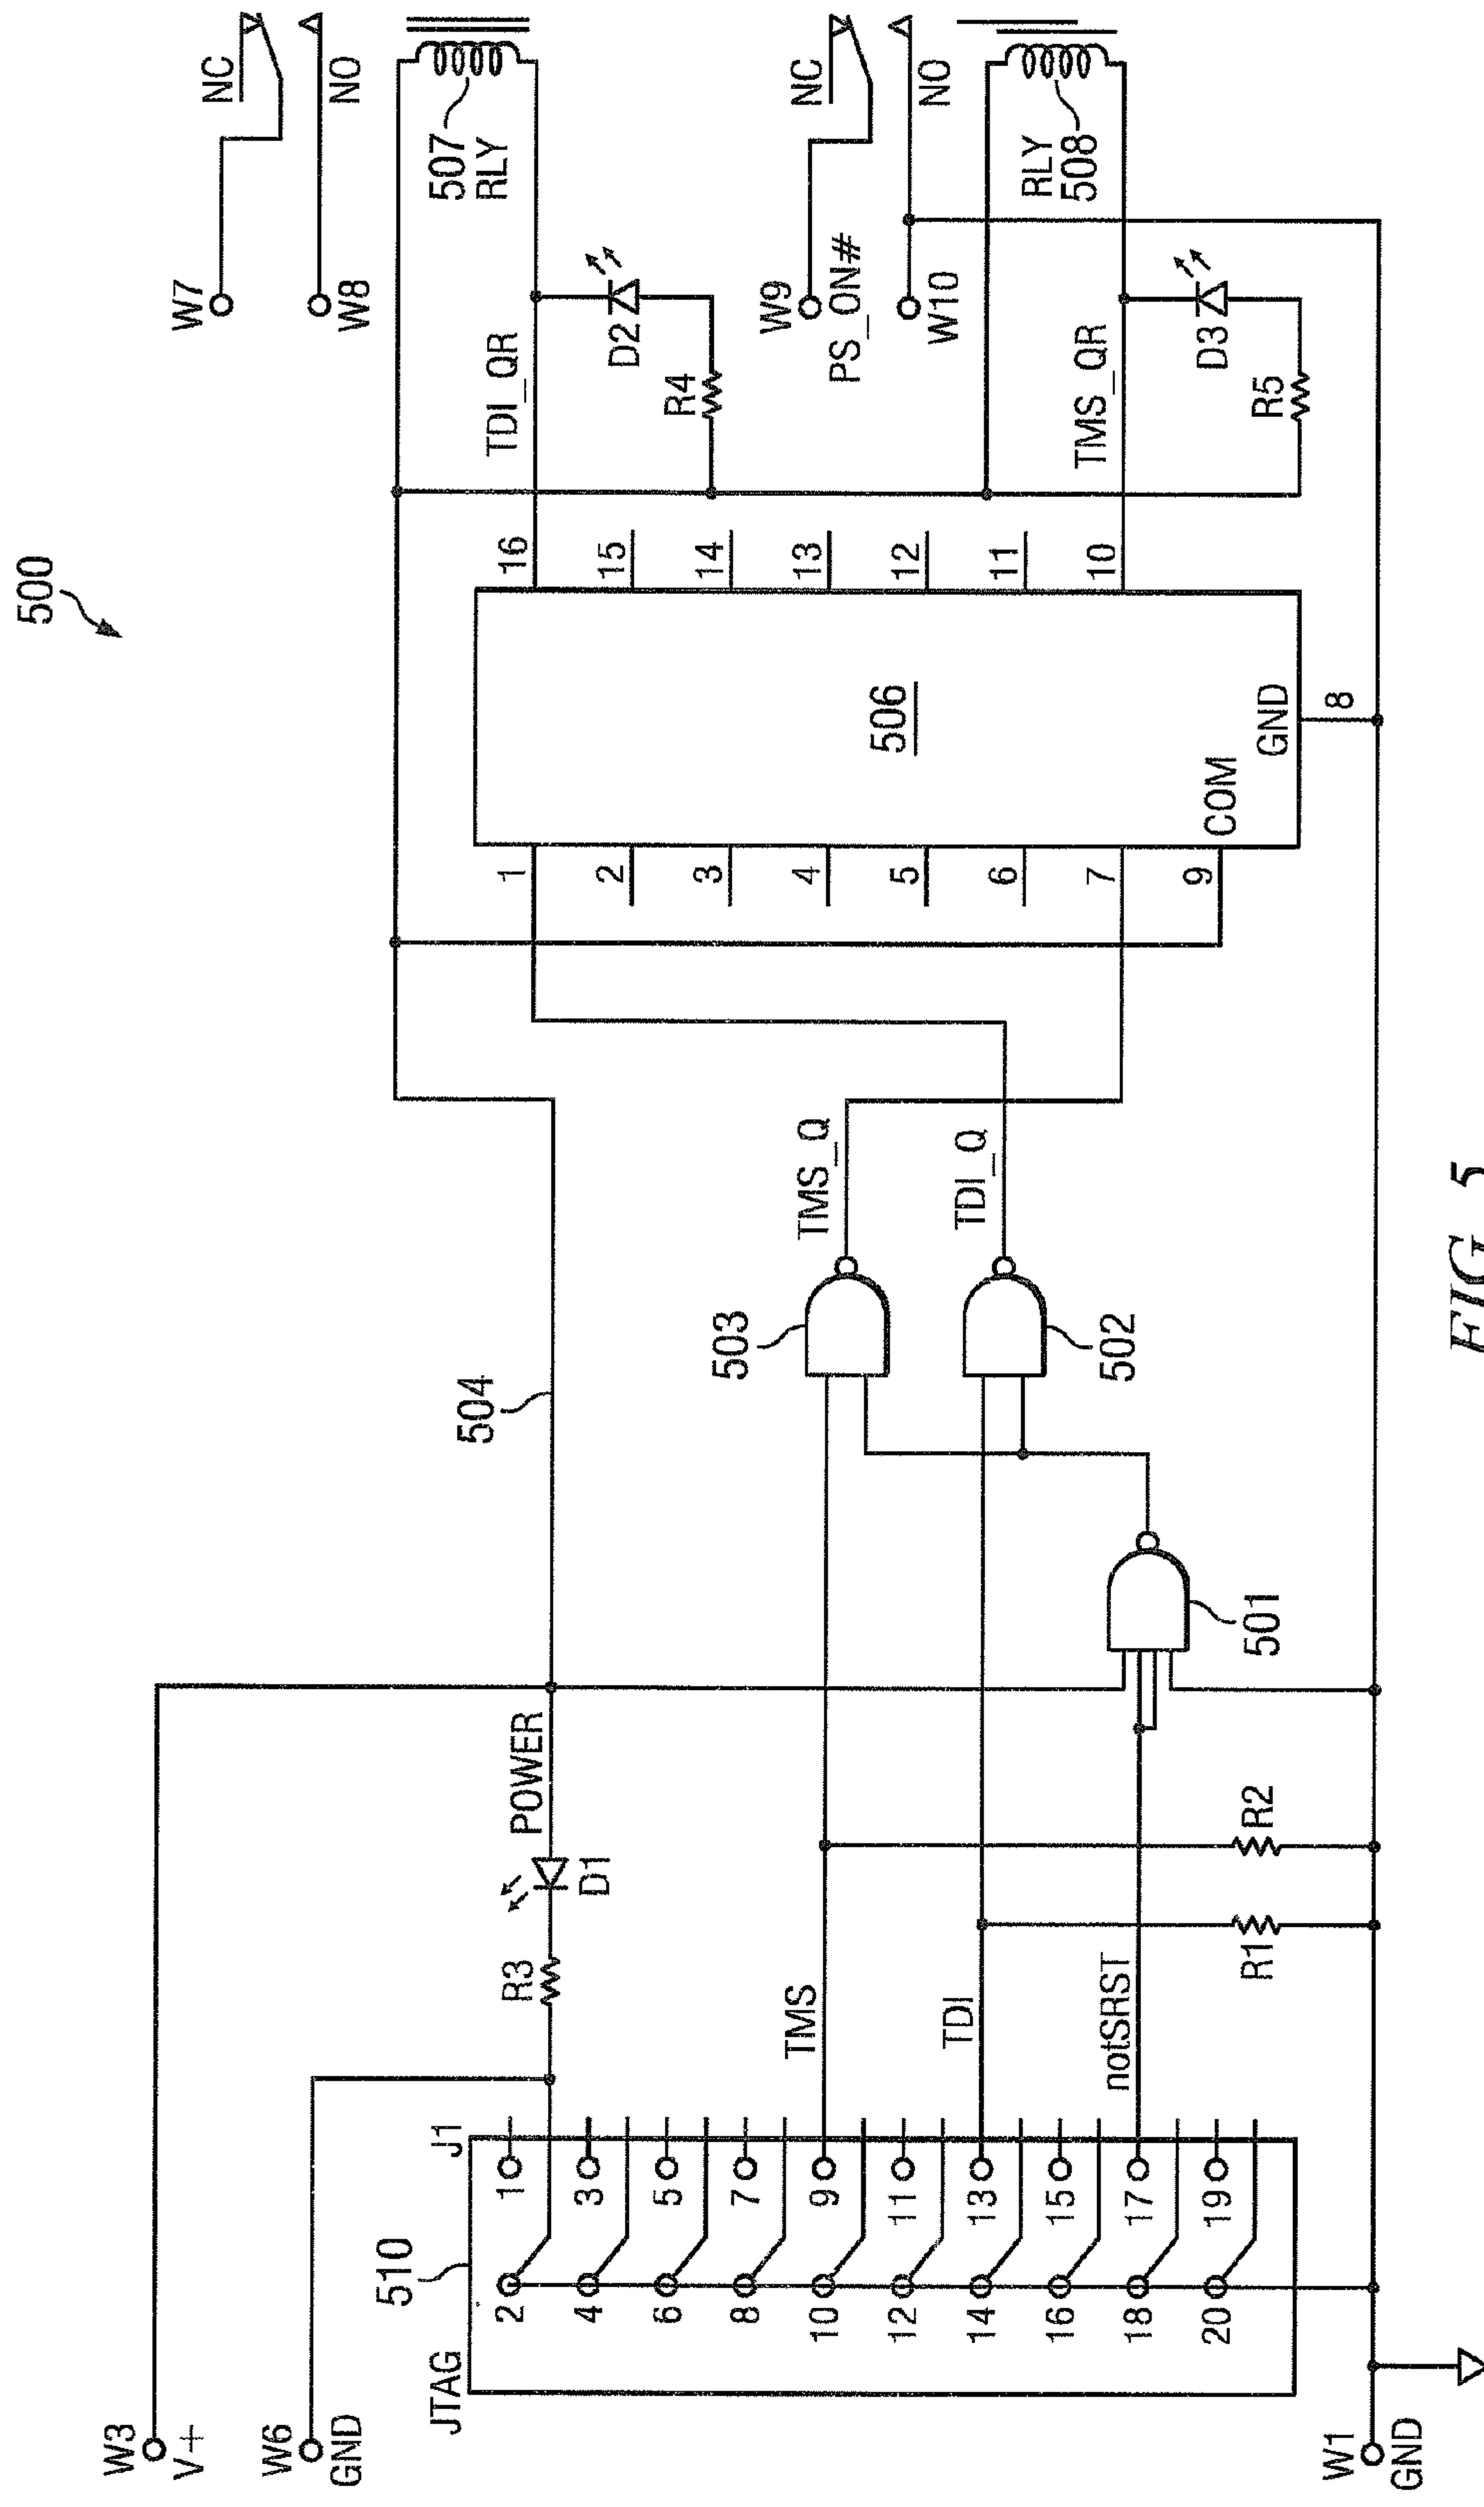 500
W3
V+
W6
GND
JTAG
510
J1
1
2
3
4
5
6
7
8
9
10
11
12
13
14
15
16
17
18
19
20
W1
GND
R3
D1
POWER
TMS
TDI
notSRST
R1
R2
504
503
502
501
TMS_Q
TDI_Q
1
2
3
4
5
6
7
9
COM
GND
8
506
16
15
14
13
12
11
10
TDI_QR
TMS_QR
D2
R4
D3
R5
W7
W8
NC
NO
507
RLY
W9
PS_ON#
W10
NC
NO
RLY
508
FIG. 5